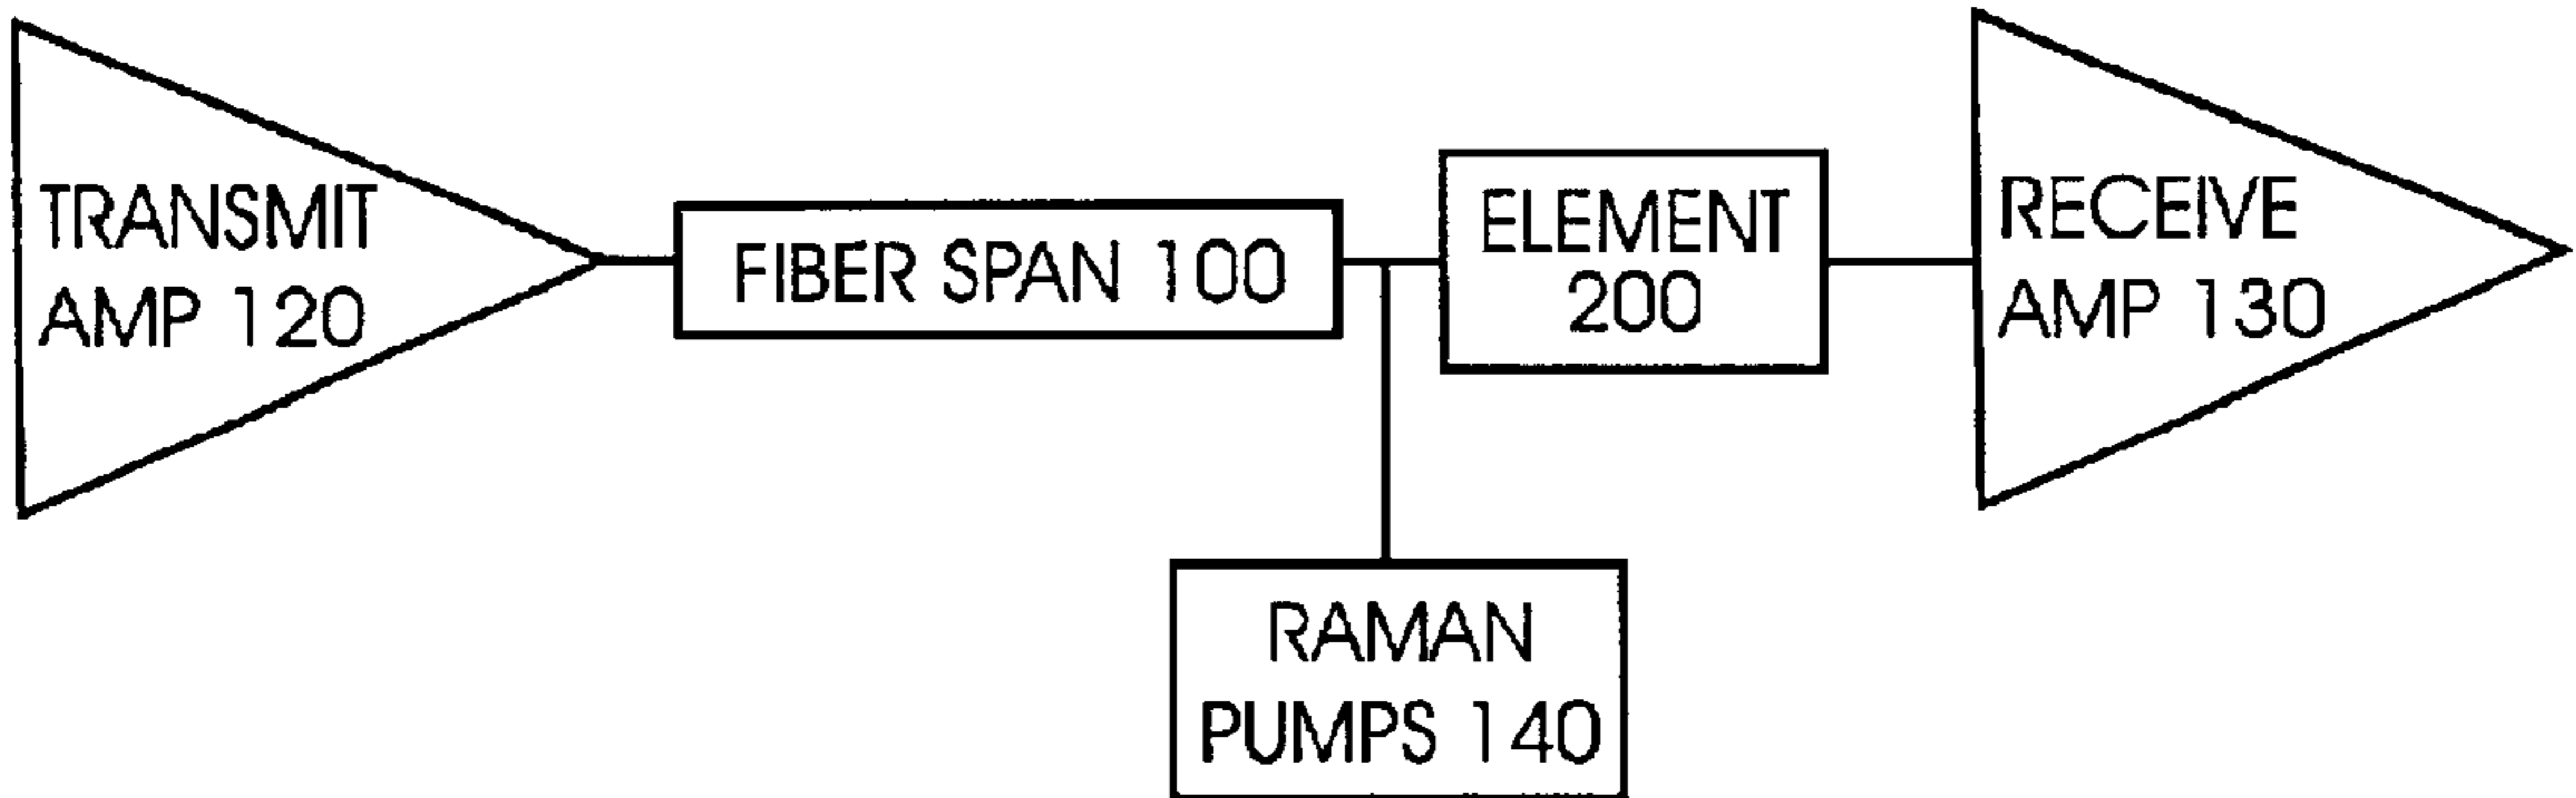 TRANSMIT
AMP 120
FIBER SPAN 100
ELEMENT
200
RECEIVE
AMP 130
RAMAN
PUMPS 140